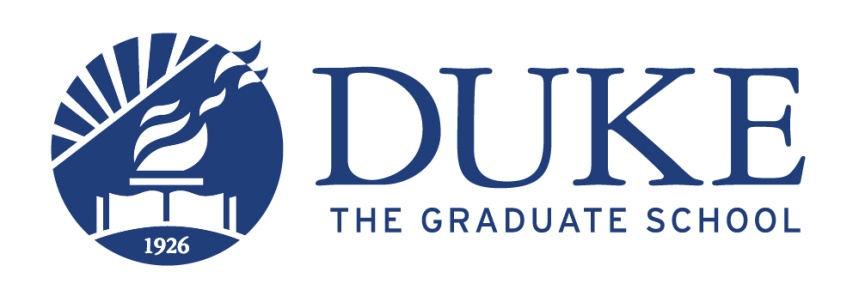 DUKE
THE GRADUATE SCHOOL
1926